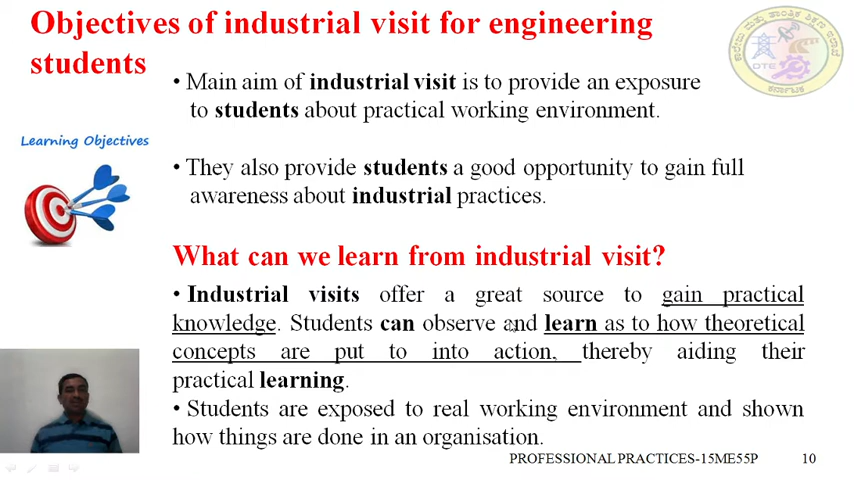 Objectives of industrial visit for engineering
students
• Main aim of industrial visit is to provide an exposure
to students about practical working environment.
Learning Objectives
• They also provide students a good opportunity to gain full
awareness about industrial practices.
What can we learn from industrial visit?
• Industrial visits offer a great source to gain practical
knowledge. Students can observe and learn as to how theoretical
concepts are put to into action, thereby aiding their
practical learning.
• Students are exposed to real working environment and shown
how things are done in an organisation.
PROFESSIONAL PRACTICES-15ME55P 10
DTE
ಕರ್ನಾಟಕ